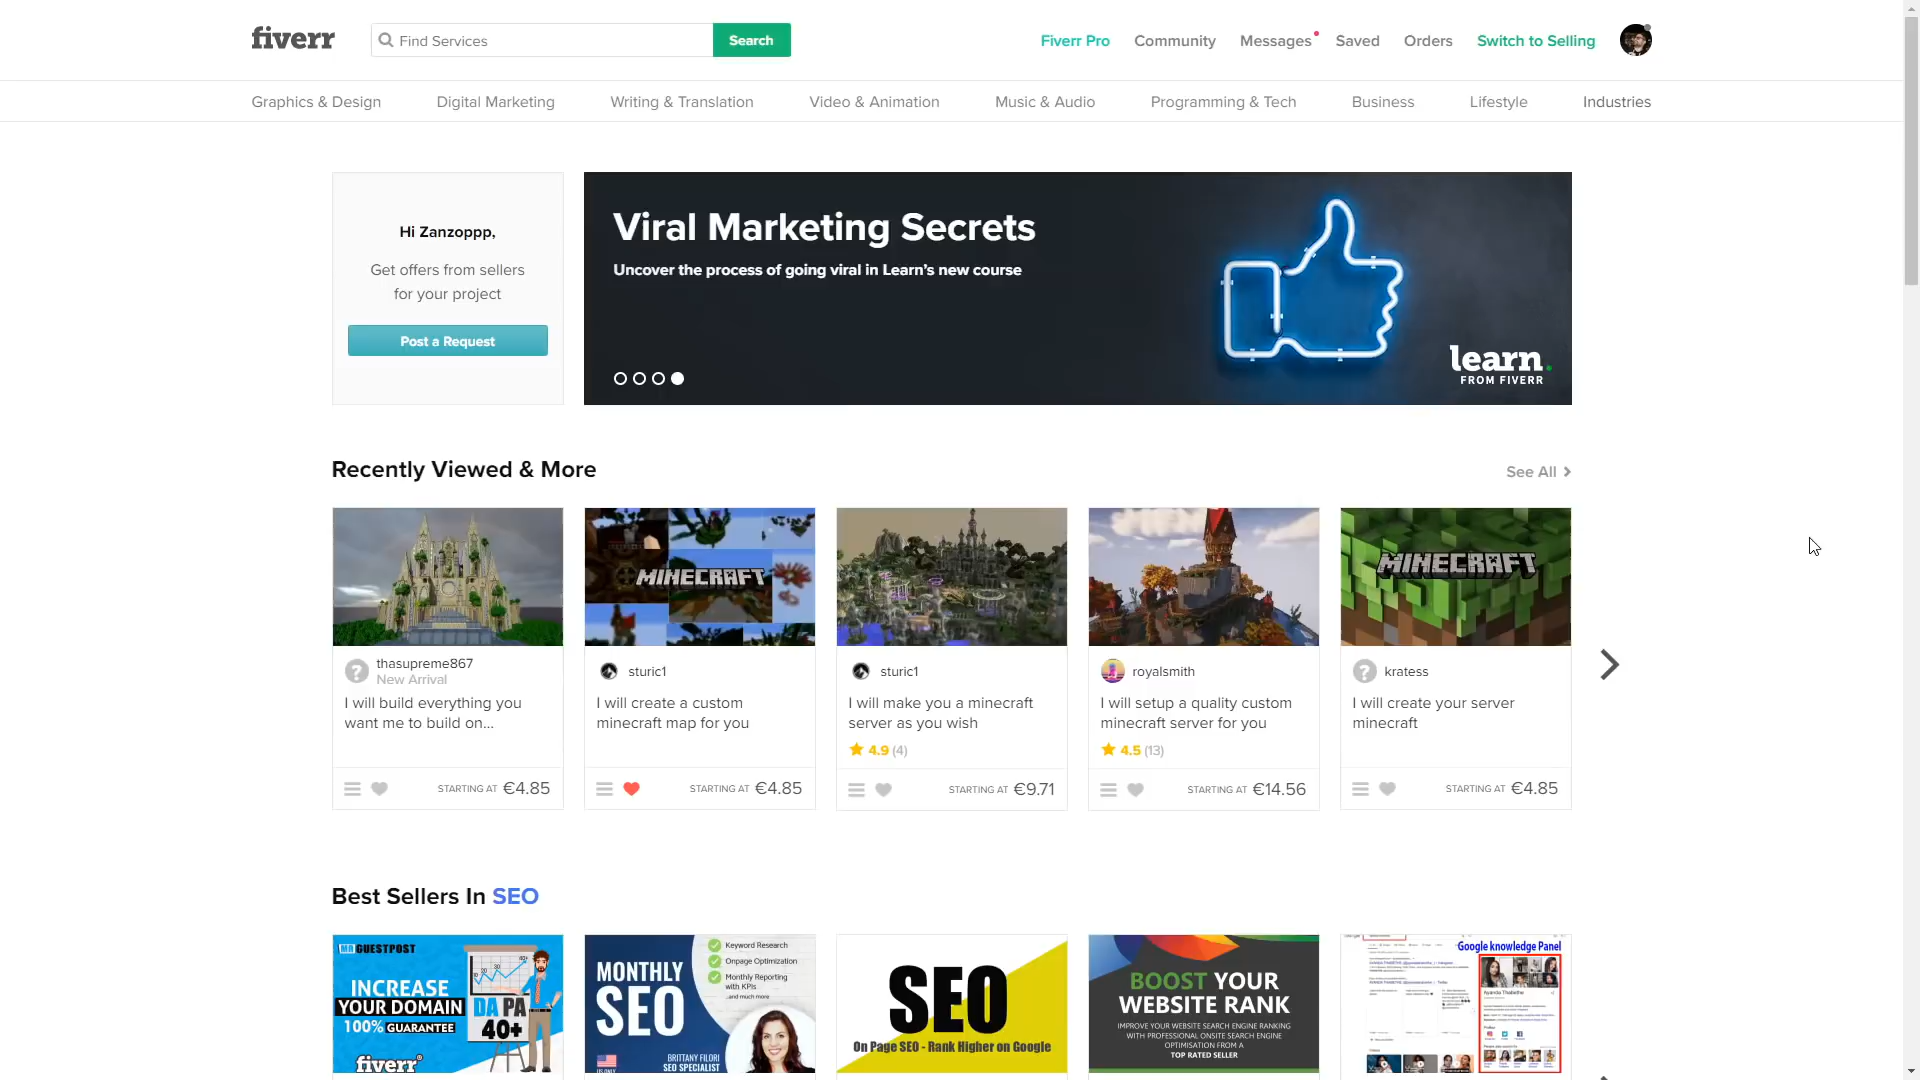 fiverr
Find Services
Search
Fiverr Pro
Community
Messages
Saved
Orders
Switch to Selling
Graphics & Design
Digital Marketing
Writing & Translation
Video & Animation
Music & Audio
Programming & Tech
Business
Lifestyle
Industries
Hi Zanzoppp,
Get offers from sellers
for your project
Post a Request
Viral Marketing Secrets
Uncover the process of going viral in Learn's new course
learn.
FROM FIVERR
Recently Viewed & More
See All
MINECRAFT
MINECRAFT
thasupreme867
New Arrival
I will build everything you
want me to build on...
STARTING AT €4.85
sturic1
I will create a custom
minecraft map for you
STARTING AT €4.85
sturic1
I will make you a minecraft
server as you wish
4.9 (4)
STARTING AT €9.71
royalsmith
I will setup a quality custom
minecraft server for you
4.5 (13)
STARTING AT €14.56
kratess
I will create your server
minecraft
STARTING AT €4.85
Best Sellers In SEO
GUESTPOST
INCREASE
YOUR DOMAIN
100% GUARANTEE
DA PA
40+
fiverr
MONTHLY
SEO
Keyword Research
Onpage Optimization
Monthly Reporting
with KPIs
...and much more
BRITTANY FILORI
SEO SPECIALIST
SEO
On Page SEO - Rank Higher on Google
BOOST YOUR
WEBSITE RANK
IMPROVE YOUR WEBSITE SEARCH ENGINE RANKING
WITH PROFESSIONAL ONSITE SEARCH ENGINE
OPTIMISATION FROM A
TOP RATED SELLER
Google knowledge Panel